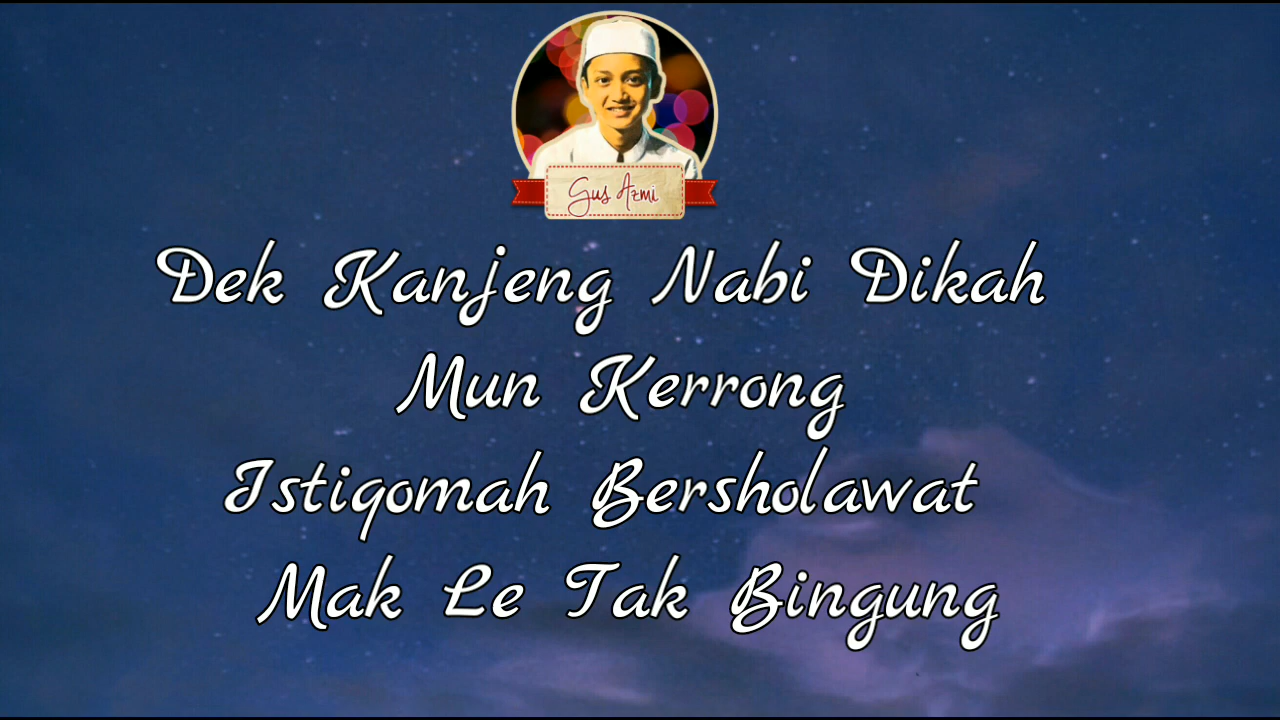 Gus Azmi
Dek Kanjeng Nabi Dikah
Mun Kerrong
Istiqomah Bersholawat
Mak Le Tak Bingung